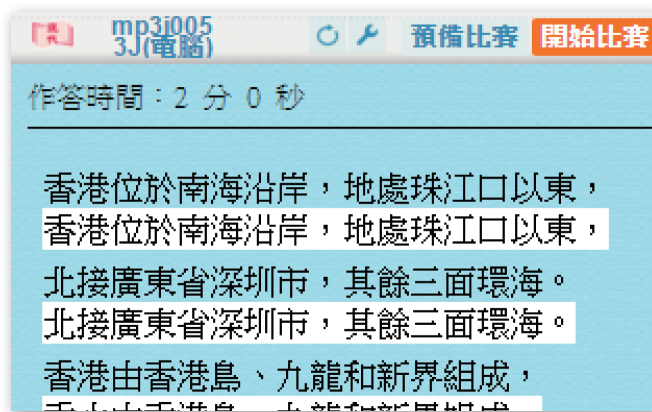 mp3j005
3J(電腦)
預備比賽
開始比賽
作答時間：2 分 0 秒
香港位於南海沿岸，地處珠江口以東，
香港位於南海沿岸，地處珠江口以東，
北接廣東省深圳市，其餘三面環海。
北接廣東省深圳市，其餘三面環海。
香港由香港島、九龍和新界組成，